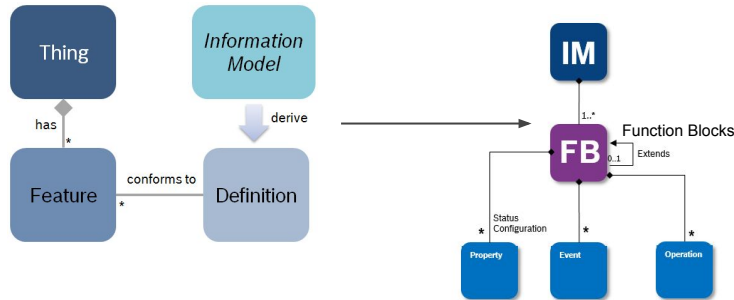 Thing
Information
Model
has
*
derive
Feature
conforms to
*
Definition
IM
1..*
Function Blocks
FB
0..1
Extends
Status
Configuration
*
*
*
Property
Event
Operation